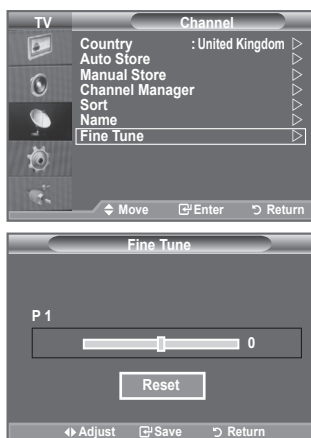 TV Channel
Country : United Kingdom
Auto Store
Manual Store
Channel Manager
Sort
Name
Fine Tune
Move Enter Return
Fine Tune
P 1
0
Reset
Adjust Save Return